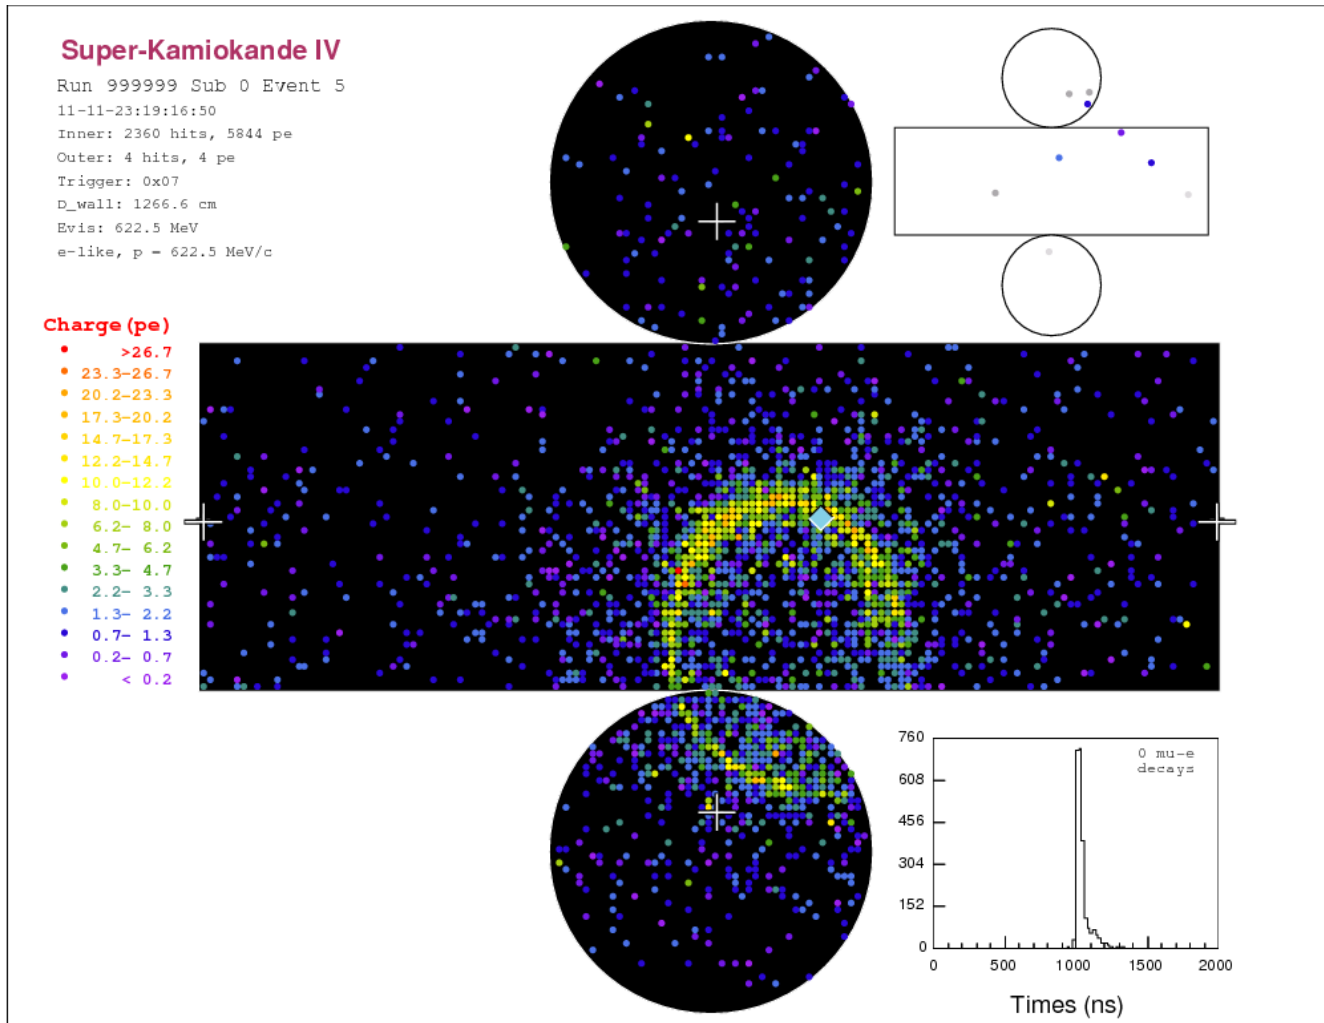 Super-Kamiokande IV
Run 999999 Sub 0 Event 5
11-11-23:19:16:50
Inner: 2360 hits, 5844 pe
Outer: 4 hits, 4 pe
Trigger: 0x07
D_wall: 1266.6 cm
Evis: 622.5 MeV
e-like, p = 622.5 MeV/c
Charge(pe)
>26.7
23.3-26.7
20.2-23.3
17.3-20.2
14.7-17.3
12.2-14.7
10.0-12.2
8.0-10.0
6.2- 8.0
4.7- 6.2
3.3- 4.7
2.2- 3.3
1.3- 2.2
0.7- 1.3
0.2- 0.7
< 0.2
760
608
456
304
152
0
0 mu-e
decays
0 500 1000 1500 2000
Times (ns)